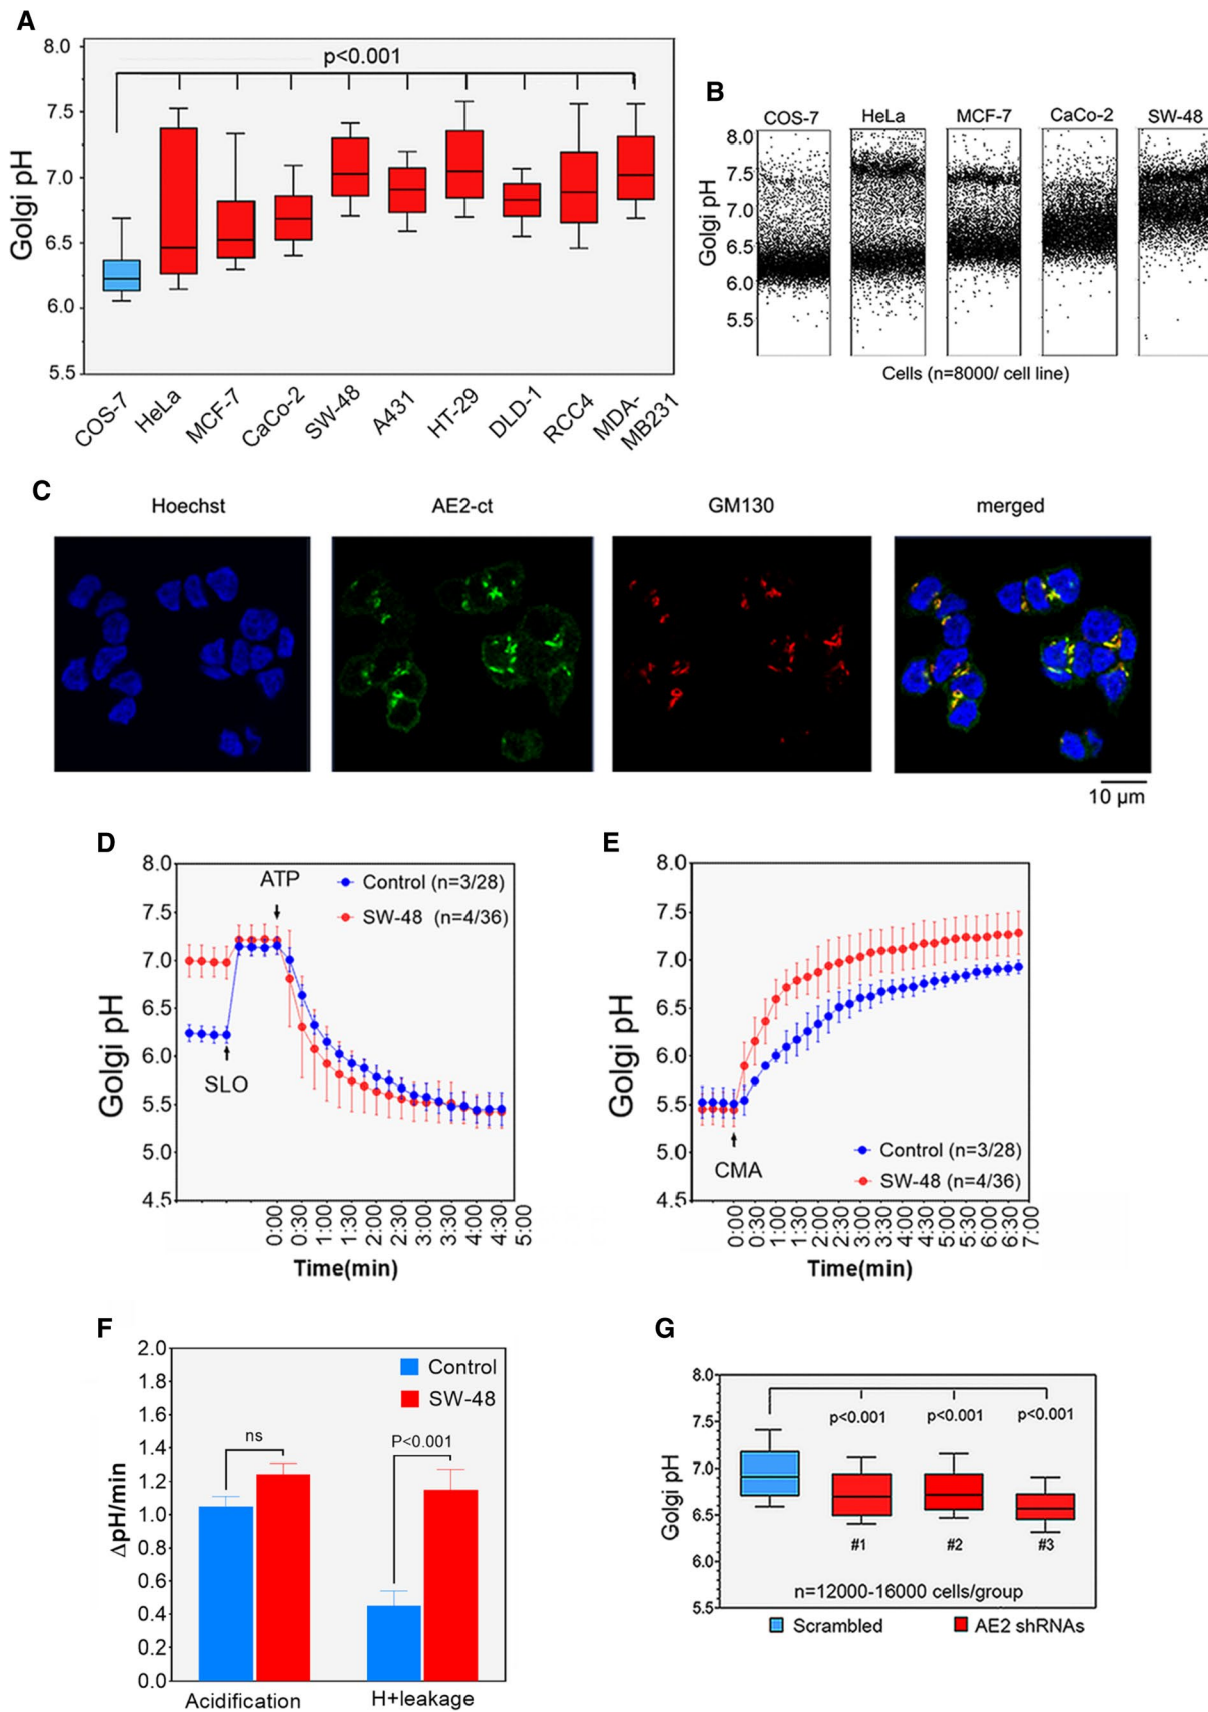 A
8.0
7.5
7.0
6.5
6.0
5.5
Golgi pH
p<0.001
COS-7
HeLa
MCF-7
CaCo-2
SW-48
A431
HT-29
DLD-1
RCC4
MDA-
MB231
B
COS-7 HeLa MCF-7 CaCo-2 SW-48
8.0
7.5
7.0
6.5
6.0
5.5
Golgi pH
Cells (n=8000/ cell line)
C
Hoechst AE2-ct GM130 merged
10 µm
D
8.0
7.5
7.0
6.5
6.0
5.5
5.0
4.5
Golgi pH
ATP
SLO
Control (n=3/28)
SW-48 (n=4/36)
0:00
0:30
1:00
1:30
2:00
2:30
3:00
3:30
4:00
4:30
5:00
Time(min)
E
8.0
7.5
7.0
6.5
6.0
5.5
5.0
4.5
Golgi pH
CMA
Control (n=3/28)
SW-48 (n=4/36)
0:00
0:30
1:00
1:30
2:00
2:30
3:00
3:30
4:00
4:30
5:00
5:30
6:00
6:30
7:00
Time(min)
F
2.0
1.8
1.6
1.4
1.2
1.0
0.8
0.6
0.4
0.2
0.0
ΔpH/min
Control
SW-48
ns
P<0.001
Acidification H+leakage
G
8.0
7.5
7.0
6.5
6.0
5.5
Golgi pH
p<0.001 p<0.001 p<0.001
#1 #2 #3
n=12000-16000 cells/group
Scrambled AE2 shRNAs